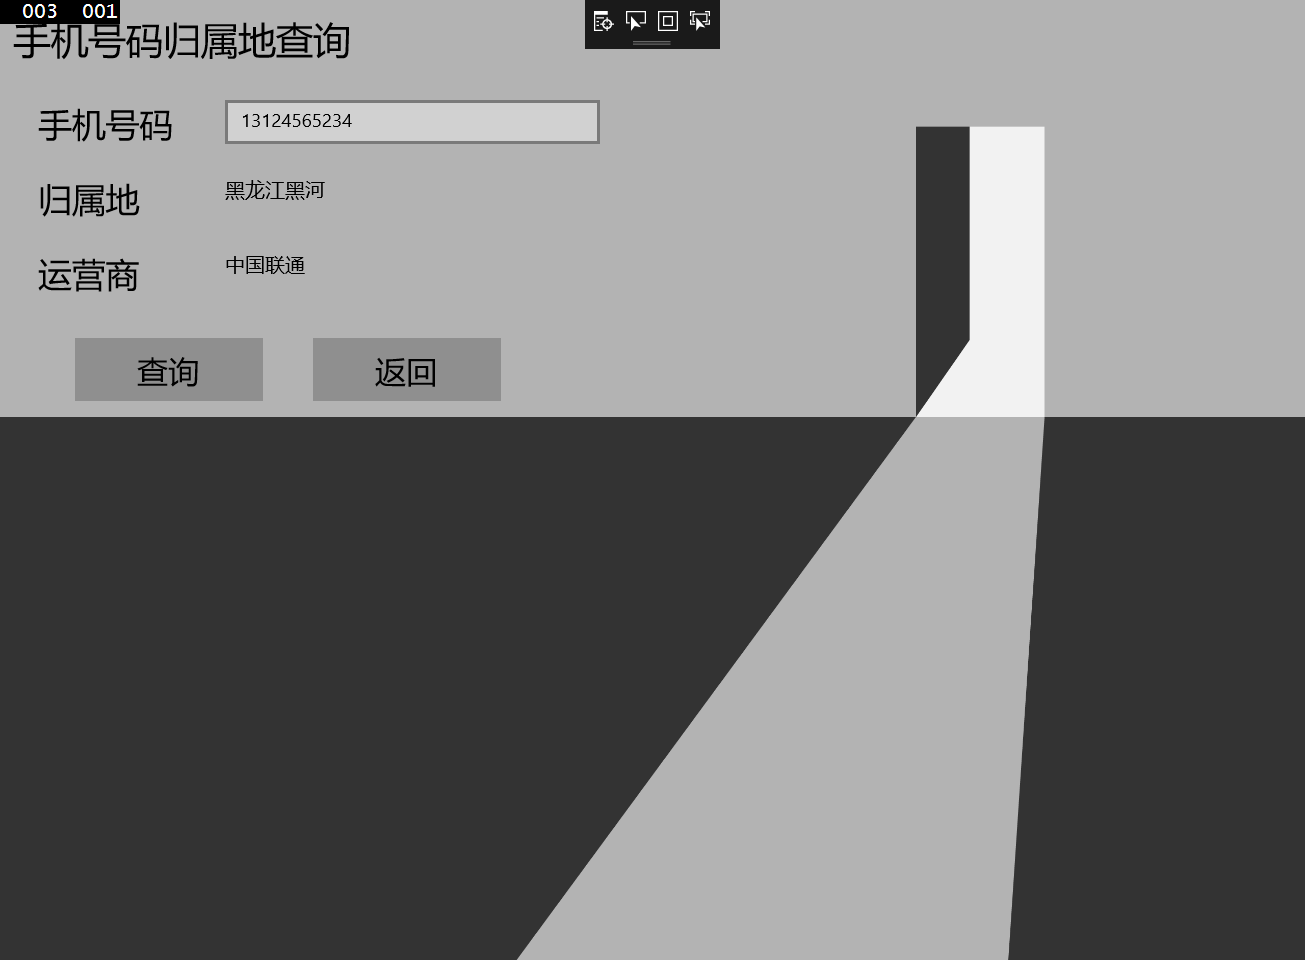 003 001
手机号码归属地查询
手机号码 13124565234
归属地 黑龙江黑河
运营商 中国联通
查询 返回